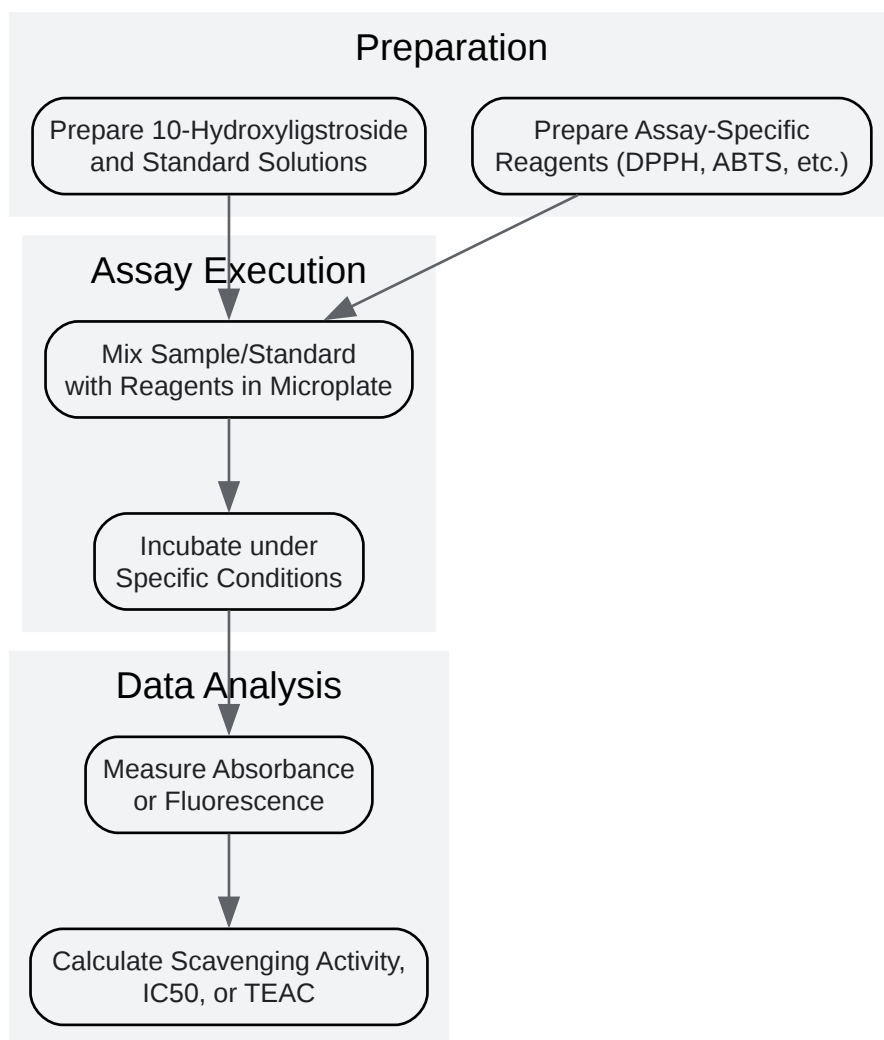 Preparation
Prepare 10-Hydroxyligstroside
and Standard Solutions
Prepare Assay-Specific
Reagents (DPPH, ABTS, etc.)
Assay Execution
Mix Sample/Standard
with Reagents in Microplate
Incubate under
Specific Conditions
Data Analysis
Measure Absorbance
or Fluorescence
Calculate Scavenging Activity,
IC50, or TEAC